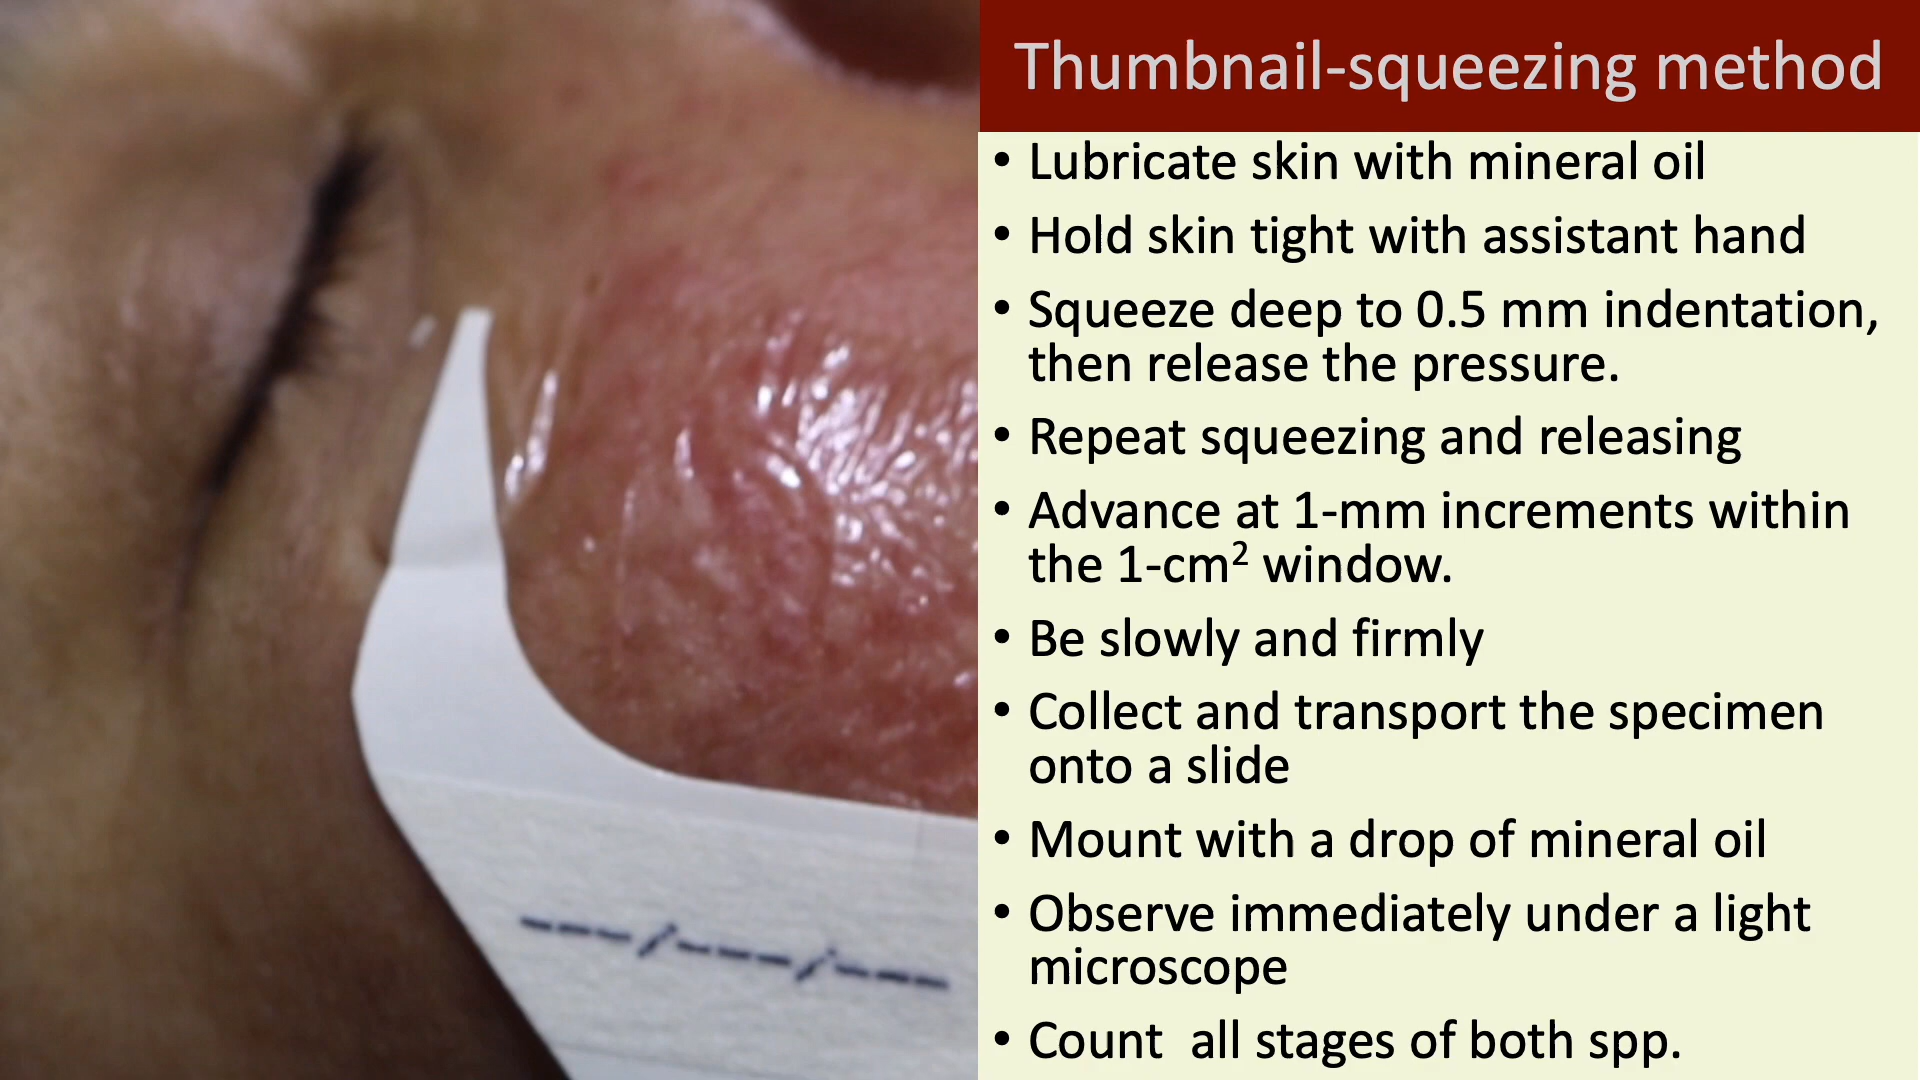 Thumbnail-squeezing method
• Lubricate skin with mineral oil
• Hold skin tight with assistant hand
• Squeeze deep to 0.5 mm indentation,
then release the pressure.
• Repeat squeezing and releasing
• Advance at 1-mm increments within
the 1-cm² window.
• Be slowly and firmly
• Collect and transport the specimen
onto a slide
• Mount with a drop of mineral oil
• Observe immediately under a light
microscope
• Count  all stages of both spp.